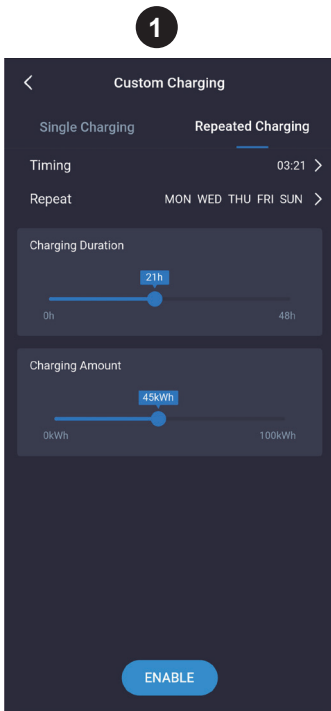 1
Custom Charging
Single Charging Repeated Charging
Timing 03:21
Repeat MON WED THU FRI SUN
Charging Duration
21h
0h 48h
Charging Amount
45kWh
0kWh 100kWh
ENABLE